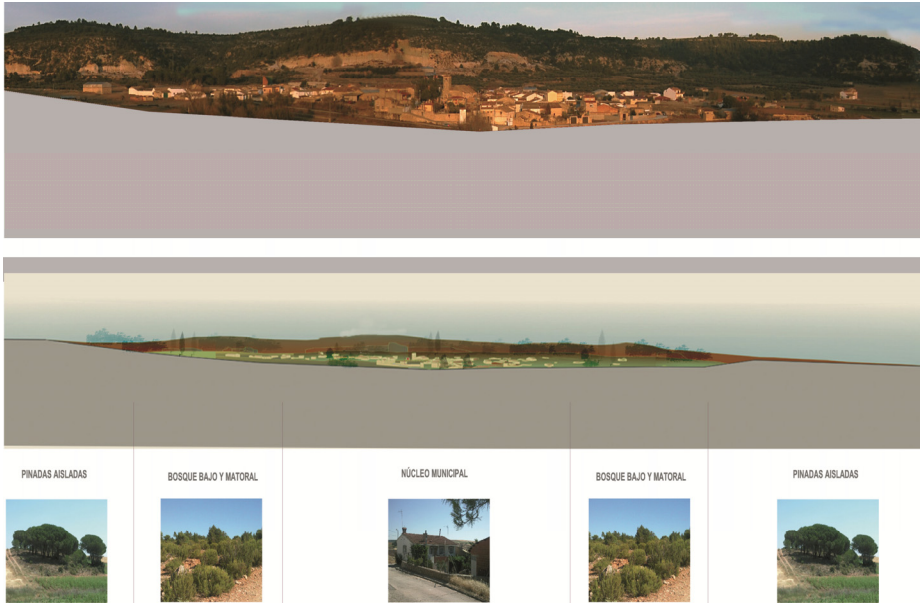 PINADAS AISLADAS
BOSQUE BAJO Y MATORAL
NÚCLEO MUNICIPAL
BOSQUE BAJO Y MATORAL
PINADAS AISLADAS